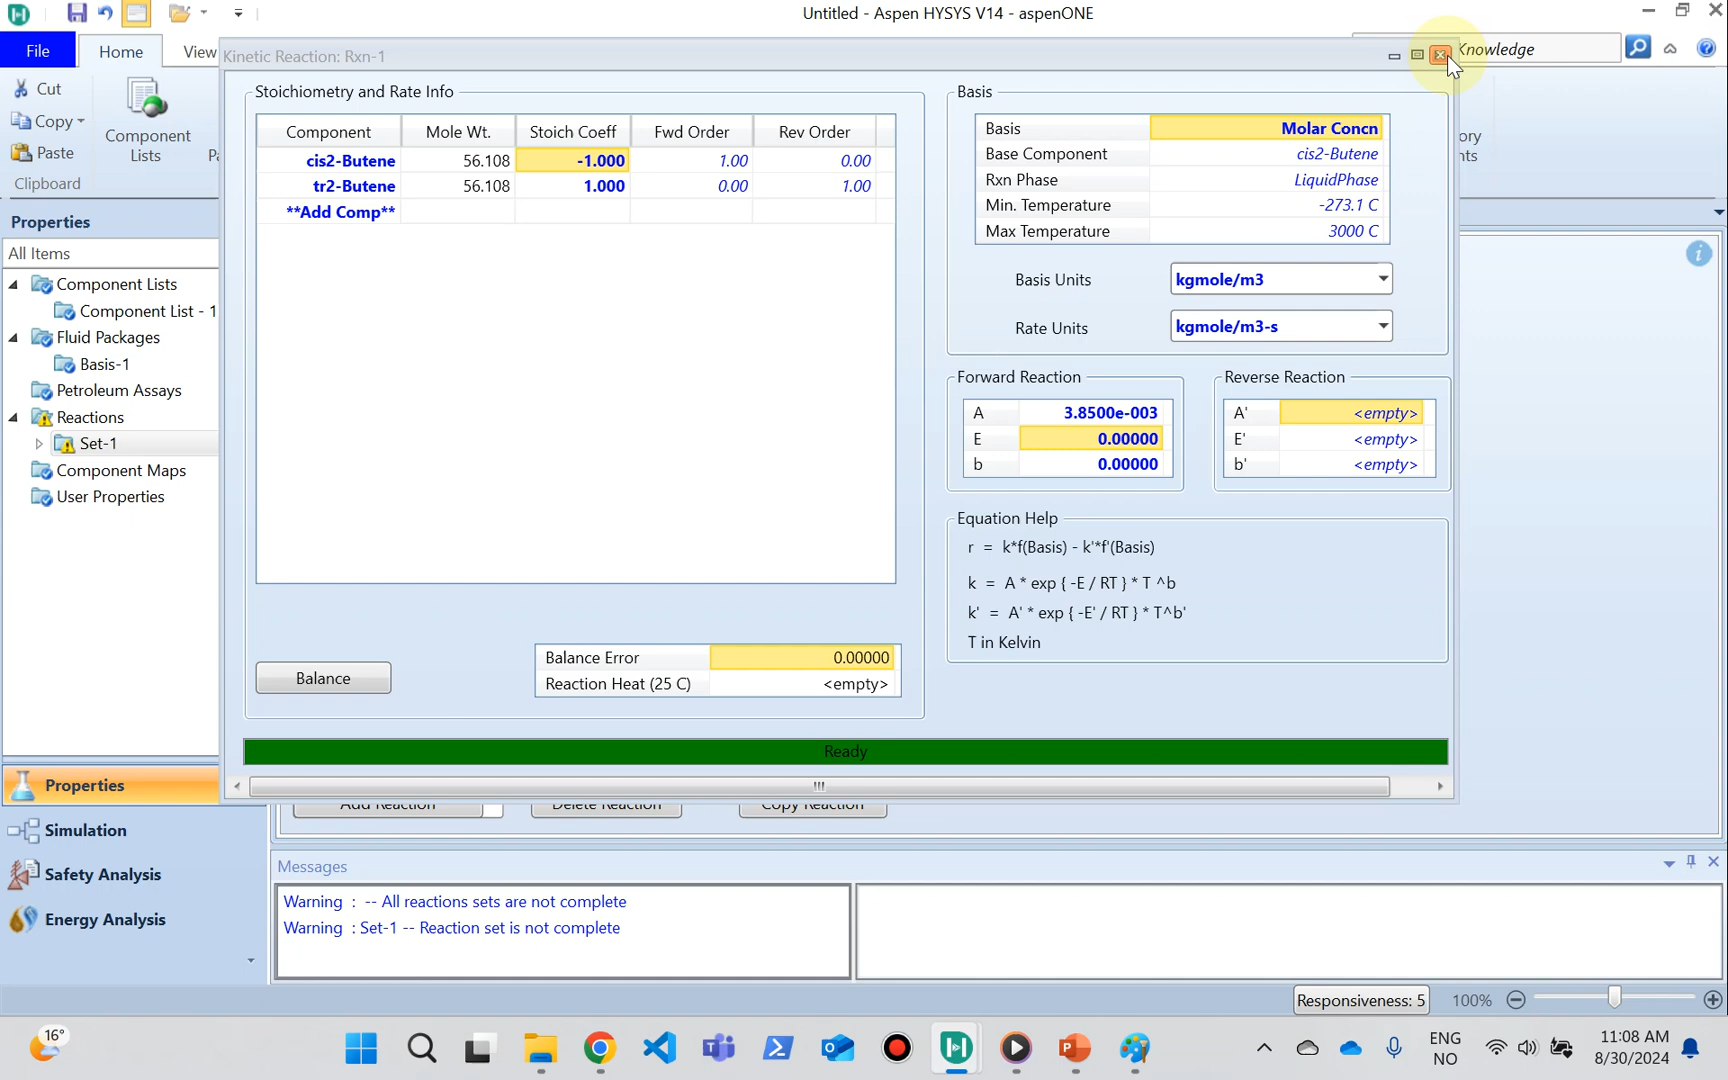 Untitled - Aspen HYSYS V14 - aspenONE
File
Home
View
Knowledge
Cut
Copy
Paste
Clipboard
Component
Lists
Kinetic Reaction: Rxn-1
Stoichiometry and Rate Info
Component Mole Wt. Stoich Coeff Fwd Order Rev Order
cis2-Butene 56.108 -1.000 1.00 0.00
tr2-Butene 56.108 1.000 0.00 1.00
**Add Comp**
Balance
Balance Error 0.00000
Reaction Heat (25 C) <empty>
Basis
Basis Molar Concn
Base Component cis2-Butene
Rxn Phase LiquidPhase
Min. Temperature -273.1 C
Max Temperature 3000 C
Basis Units kgmole/m3
Rate Units kgmole/m3-s
Forward Reaction
A 3.8500e-003
E 0.00000
b 0.00000
Reverse Reaction
A' <empty>
E' <empty>
b' <empty>
Equation Help
r = k*f(Basis) - k'*f'(Basis)
k = A * exp { -E / RT } * T ^b
k' = A' * exp { -E' / RT } * T^b'
T in Kelvin
Ready
Properties
All Items
Component Lists
Component List - 1
Fluid Packages
Basis-1
Petroleum Assays
Reactions
Set-1
Component Maps
User Properties
Properties
Simulation
Safety Analysis
Energy Analysis
Add Reaction
Delete Reaction
Copy Reaction
Messages
Warning : -- All reactions sets are not complete
Warning : Set-1 -- Reaction set is not complete
Responsiveness: 5
100%
16°
ENG
NO
11:08 AM
8/30/2024